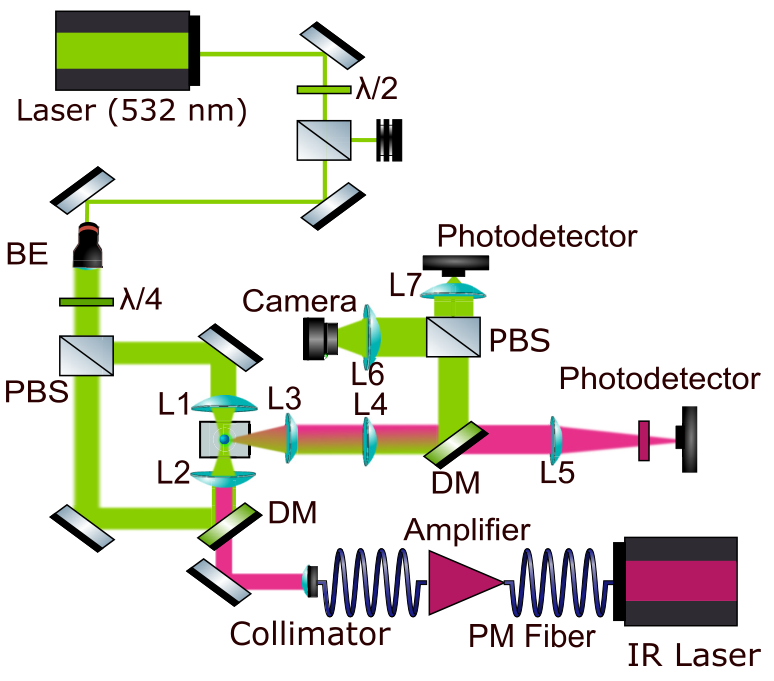 Laser (532 nm)
λ/2
BE
λ/4
PBS
Photodetector
L7
Camera
L6
PBS
Photodetector
L1
L3
L4
L2
L5
DM
DM
Amplifier
Collimator
PM Fiber
IR Laser